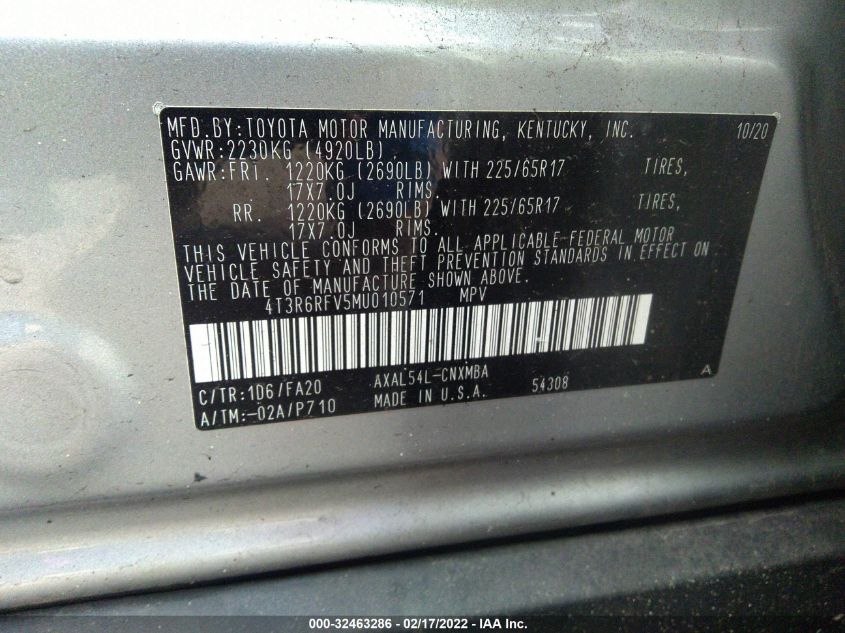 MFD.BY:TOYOTA MOTOR MANUFACTURING, KENTUCKY, INC. 10/20
GVWR:2230KG (4920LB)
GAWR:FRT. 1220KG (2690LB) WITH 225/65R17 TIRES,
17X7.0J RIMS.
RR. 1220KG (2690LB) WITH 225/65R17 TIRES,
17X7.0J RIMS.
THIS VEHICLE CONFORMS TO ALL APPLICABLE FEDERAL MOTOR
VEHICLE SAFETY AND THEFT PREVENTION STANDARDS IN EFFECT ON
THE DATE OF MANUFACTURE SHOWN ABOVE.
4T3R6RFV5MU010571 MPV
C/TR:1D6/FA20 AXAL54L-CNXMBA A
A/TM:-02A/P710 MADE IN U.S.A. 54308
000-32463286 - 02/17/2022 - IAA Inc.